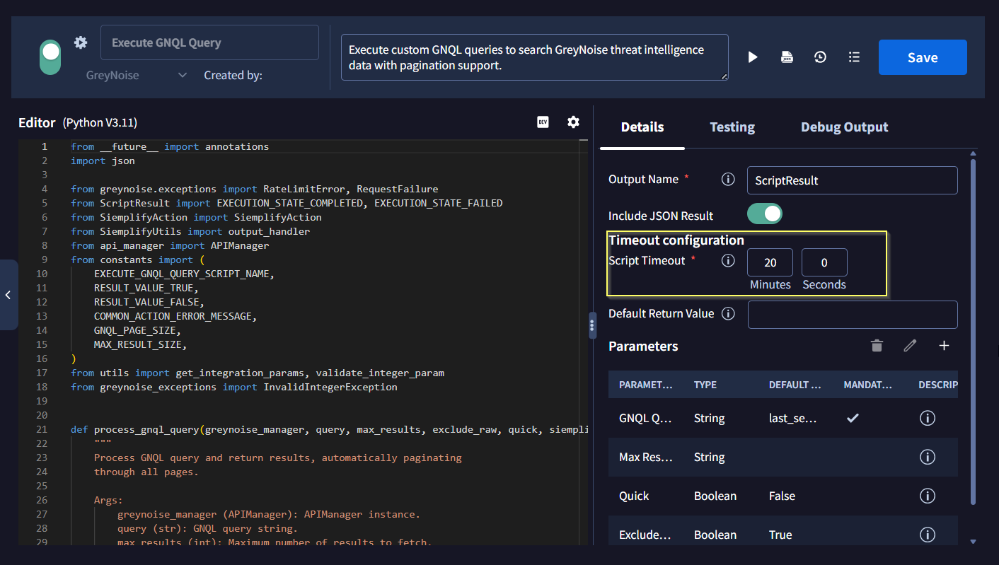 Execute GNQL Query
GreyNoise
Created by:
Execute custom GNQL queries to search GreyNoise threat intelligence
data with pagination support.
JSON
Save
Editor (Python V3.11)
DEV
1 from __future__ import annotations
2 import json
3
4 from greynoise.exceptions import RateLimitError, RequestFailure
5 from ScriptResult import EXECUTION_STATE_COMPLETED, EXECUTION_STATE_FAILED
6 from SiemplifyAction import SiemplifyAction
7 from SiemplifyUtils import output_handler
8 from api_manager import APIManager
9 from constants import (
10 EXECUTE_GNQL_QUERY_SCRIPT_NAME,
11 RESULT_VALUE_TRUE,
12 RESULT_VALUE_FALSE,
13 COMMON_ACTION_ERROR_MESSAGE,
14 GNQL_PAGE_SIZE,
15 MAX_RESULT_SIZE,
16 )
17 from utils import get_integration_params, validate_integer_param
18 from greynoise_exceptions import InvalidIntegerException
19
20
21 def process_gnql_query(greynoise_manager, query, max_results, exclude_raw, quick, siempli
22 """
23 Process GNQL query and return results, automatically paginating
24 through all pages.
25
26 Args:
27 greynoise_manager (APIManager): APIManager instance.
28 query (str): GNQL query string.
29 max_results (int): Maximum number of results to fetch.
Details Testing Debug Output
Output Name * ScriptResult
Include JSON Result
Timeout configuration
Script Timeout * 20 0
Minutes Seconds
Default Return Value
Parameters
PARAMET... TYPE DEFAULT ... MANDAT... DESCRIP
GNQL Q... String last_se...
Max Res... String
Quick Boolean False
Exclude... Boolean True